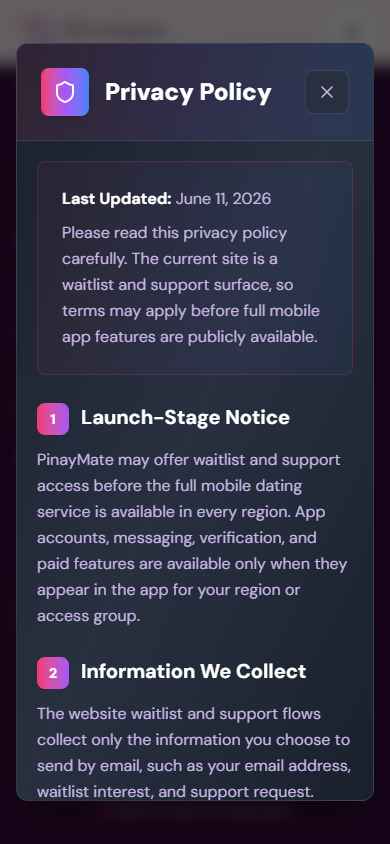 Privacy Policy
Last Updated: June 11, 2026
Please read this privacy policy
carefully. The current site is a
waitlist and support surface, so
terms may apply before full mobile
app features are publicly available.
1 Launch-Stage Notice
PinayMate may offer waitlist and support
access before the full mobile dating
service is available in every region. App
accounts, messaging, verification, and
paid features are available only when they
appear in the app for your region or
access group.
2 Information We Collect
The website waitlist and support flows
collect only the information you choose to
send by email, such as your email address,
waitlist interest, and support request.